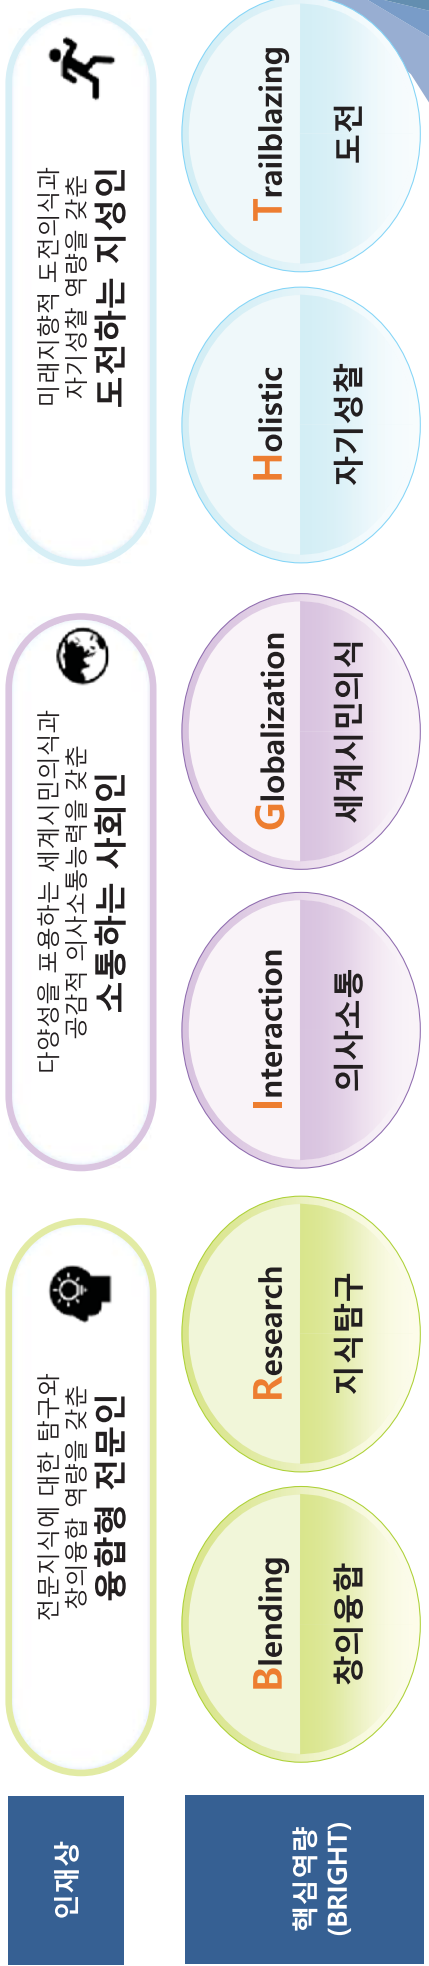 인재상
전문지식에 대한 탐구와
창의융합 역량을 갖춘
융합형 전문인
다양성을 포용하는 세계시민의식과
공감적 의사소통능력을 갖춘
소통하는 사회인
미래지향적 도전의식과
자기성찰 역량을 갖춘
도전하는 지성인
핵심역량
(BRIGHT)
Blending
창의융합
Research
지식탐구
Interaction
의사소통
Globalization
세계시민의식
Holistic
자기성찰
Trailblazing
도전